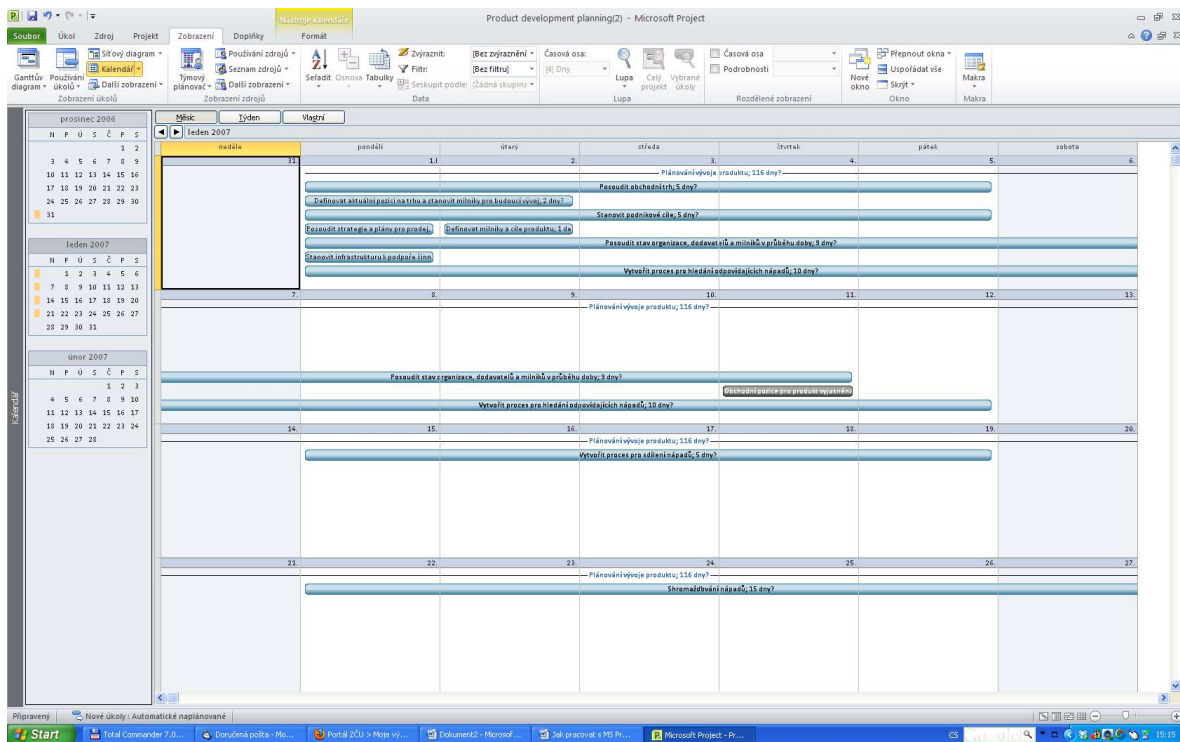 Nástroje kalendáře
Product development planning(2) - Microsoft Project
Soubor Úkol Zdroj Projekt Zobrazení Doplňky Formát
Ganttův diagram
Používání úkolů
Síťový diagram
Kalendář
Další zobrazení
Zobrazení úkolů
Týmový plánovač
Používání zdrojů
Seznam zdrojů
Další zobrazení
Zobrazení zdrojů
Seřadit Osnova Tabulky
Zvýraznit: [Bez zvýraznění
Filtr: [Bez filtru]
Seskupit podle: [Žádná skupina
Data
Časová osa:
[4] Dny
Lupa Celý projekt Vybrané úkoly
Lupa
Časová osa
Podrobnosti
Rozdělené zobrazení
Nové okno
Přepnout okna
Uspořádat vše
Skrýt
Okno
Makra
Makra
Kalendář
prosinec 2006
N P Ú S Č P S
1 2
3 4 5 6 7 8 9
10 11 12 13 14 15 16
17 18 19 20 21 22 23
24 25 26 27 28 29 30
31
leden 2007
N P Ú S Č P S
1 2 3 4 5 6
7 8 9 10 11 12 13
14 15 16 17 18 19 20
21 22 23 24 25 26 27
28 29 30 31
únor 2007
N P Ú S Č P S
1 2 3
4 5 6 7 8 9 10
11 12 13 14 15 16 17
18 19 20 21 22 23 24
25 26 27 28
Měsíc Týden Vlastní
leden 2007
neděle pondělí úterý středa čtvrtek pátek sobota
31. 1.I 2. 3. 4. 5. 6.
Plánování vývoje produktu; 116 dny?
Posoudit obchodní trh; 5 dny?
Definovat aktuální pozici na trhu a stanovit milníky pro budoucí vývoj; 2 dny?
Stanovit podnikové cíle; 5 dny?
Posoudit strategie a plány pro prodej, Definovat milníky a cíle produktu; 1 de
Posoudit stav organizace, dodavatelů a milníků v průběhu doby; 9 dny?
Stanovit infrastrukturu k podpoře činn
Vytvořit proces pro hledání odpovídajících nápadů; 10 dny?
7. 8. 9. 10. 11. 12. 13.
Plánování vývoje produktu; 116 dny?
Posoudit stav organizace, dodavatelů a milníků v průběhu doby; 9 dny?
Obchodní pozice pro produkt vyjasněna
Vytvořit proces pro hledání odpovídajících nápadů; 10 dny?
14. 15. 16. 17. 18. 19. 20.
Plánování vývoje produktu; 116 dny?
Vytvořit proces pro sdílení nápadů; 5 dny?
21. 22. 23. 24. 25. 26. 27.
Plánování vývoje produktu; 116 dny?
Shromažďování nápadů; 15 dny?
Připravený Nové úkoly : Automatické naplánované
Start Total Commander 7.0... Doručená pošta - Mo... Portál ZČU > Moje vý... Dokument2 - Microsof... Jak pracovat s MS Pr... Microsoft Project - Pr... CS 15:15